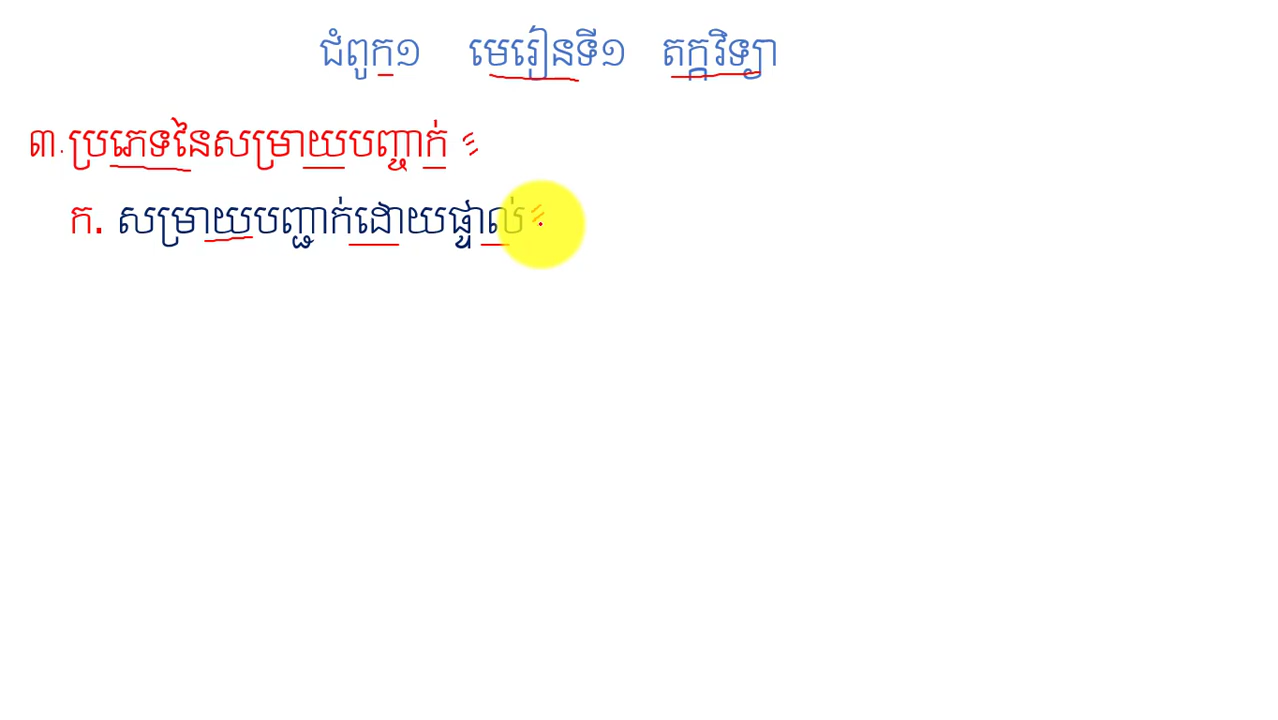 ជំពូក១ មេរៀនទី១ តក្កវិទ្យា
៣.ប្រភេទនៃសម្រាយបញ្ចាក់ ៖
ក. សម្រាយបញ្ជាក់ដោយផ្ទាល់៖